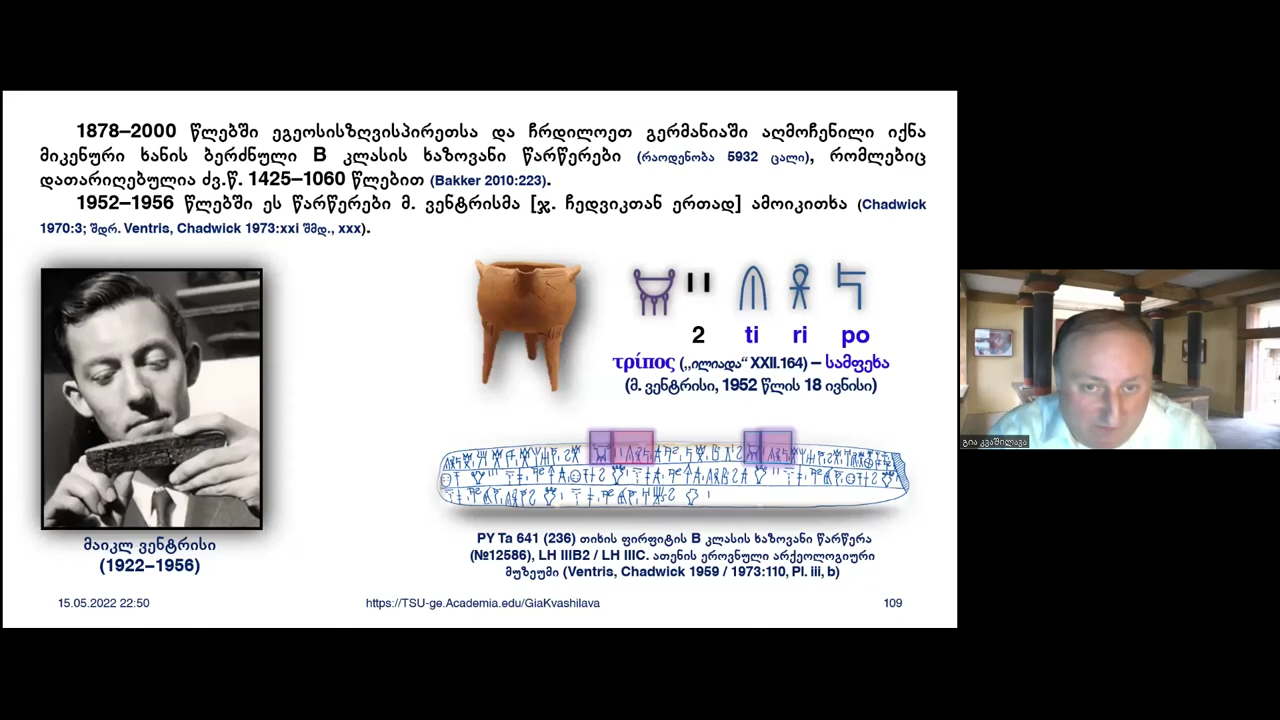 1878–2000 წლებში ეგეოსისზღვისპირეთსა და ჩრდილოეთ გერმანიაში აღმოჩენილი იქნა
მიკენური ხანის ბერძნული B კლასის ხაზოვანი წარწერები (რაოდენობა 5932 ცალი), რომლებიც
დათარიღებულია ძვ.წ. 1425–1060 წლებით (Bakker 2010:223).
1952–1956 წლებში ეს წარწერები მ. ვენტრისმა [ჯ. ჩედვიკთან ერთად] ამოიკითხა (Chadwick
1970:3; შდრ. Ventris, Chadwick 1973:xxi შმდ., xxx).
2 ti ri po
τρίπος („ილიადა“ XXII.164) – სამფეხა
(მ. ვენტრისი, 1952 წლის 18 ივნისი)
მაიკლ ვენტრისი
(1922–1956)
PY Ta 641 (236) თიხის ფირფიტის B კლასის ხაზოვანი წარწერა
(№12586), LH IIIB2 / LH IIIC. ათენის ეროვნული არქეოლოგიური
მუზეუმი (Ventris, Chadwick 1959 / 1973:110, Pl. iii, b)
15.05.2022 22:50
https://TSU-ge.Academia.edu/GiaKvashilava
109
გია კვაშილავა